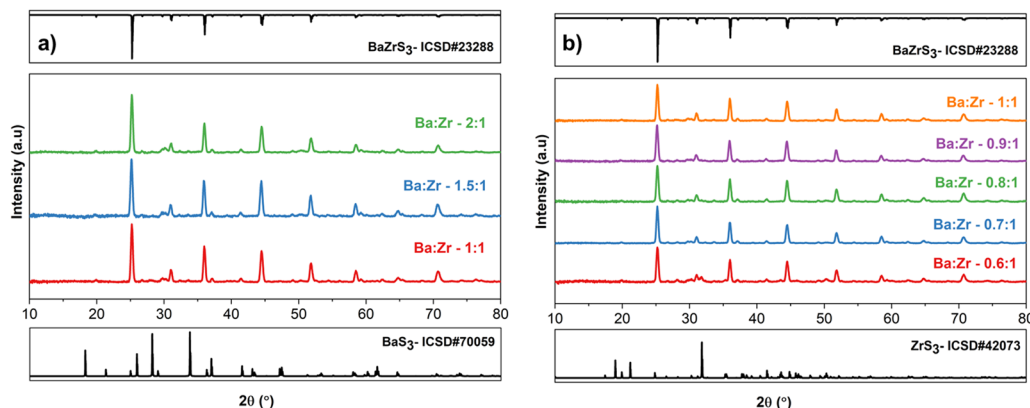 a)
BaZrS3- ICSD#23288
Ba:Zr - 2:1
Ba:Zr - 1.5:1
Ba:Zr - 1:1
Intensity (a.u)
10 20 30 40 50 60 70 80
BaS3- ICSD#70059
2θ (°)
b)
BaZrS3- ICSD#23288
Ba:Zr - 1:1
Ba:Zr - 0.9:1
Ba:Zr - 0.8:1
Ba:Zr - 0.7:1
Ba:Zr - 0.6:1
Intensity (a.u)
10 20 30 40 50 60 70 80
ZrS3- ICSD#42073
2θ (°)